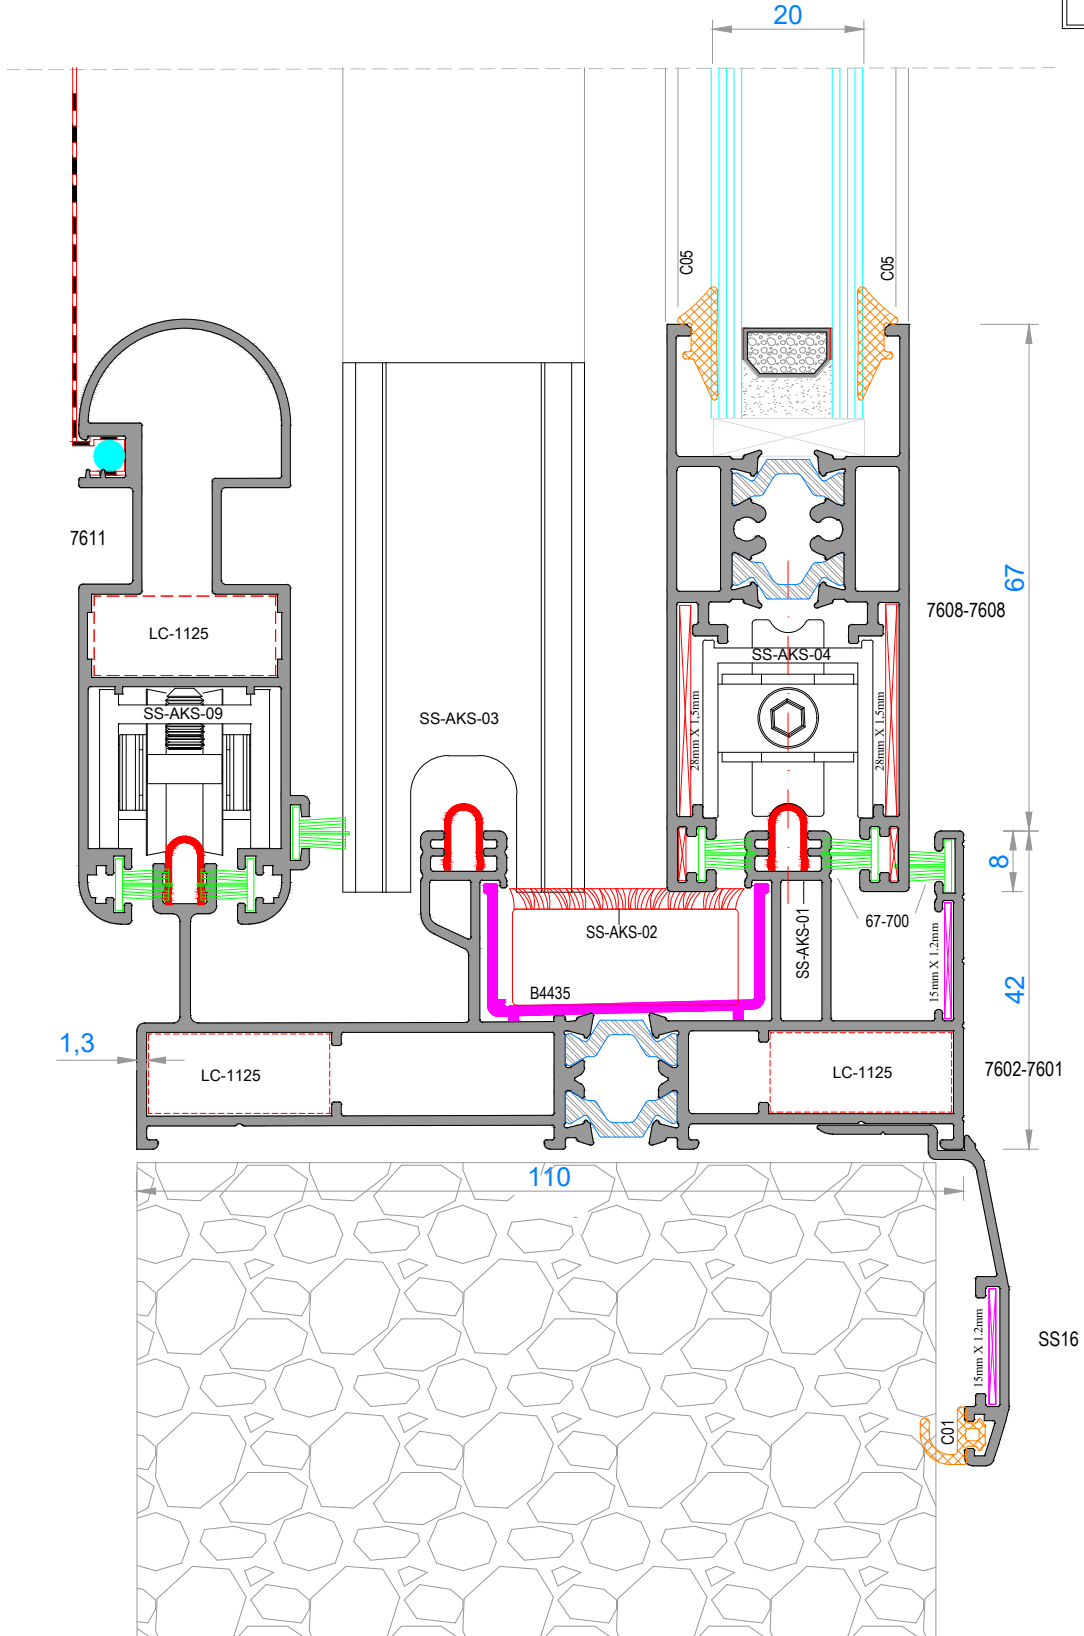 20
C05
C05
7611
67
7608-7608
LC-1125
SS-AKS-04
SS-AKS-09
SS-AKS-03
28mm X 1,5mm
28mm X 1,5mm
8
67-700
SS-AKS-02
SS-AKS-01
15mm X 1.2mm
B4435
42
1,3
LC-1125
LC-1125
7602-7601
110
15mm X 1.2mm
SS16
C01